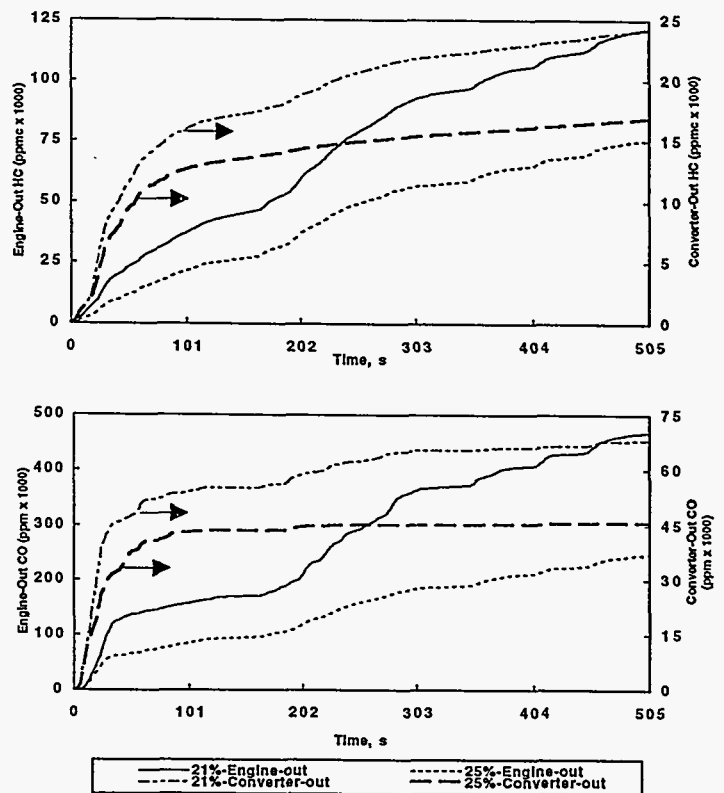 Engine-Out HC (ppmc x 1000)
125
100
75
50
25
0
25
20
15
10
5
0
Converter-Out HC (ppmc x 1000)
0 101 202 303 404 505
Time, s
Engine-Out CO (ppm x 1000)
500
400
300
200
100
0
75
60
45
30
15
0
Converter-Out CO
(ppm x 1000)
0 101 202 303 404 505
Time, s
21%-Engine-out 25%-Engine-out
21%-Converter-out 25%-Converter-out